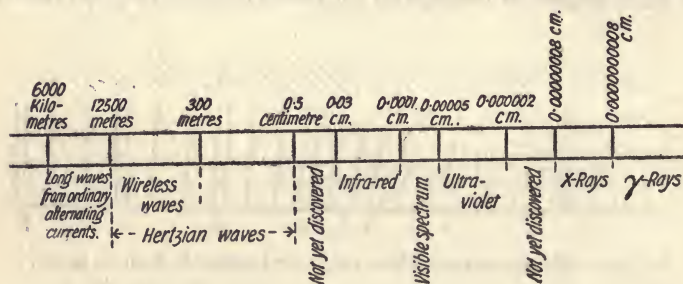 6000
Kilo-
metres
12500
metres
300
metres
0·5
Centimetre
0·03
cm.
0·0001.
cm.
0·00005
cm..
0·000002
cm.
0·00000008 cm.
0·0000000008
cm.
Long waves
from ordinary
alternating
currents.
Wireless
waves
Hertzian waves
Not yet discovered
Infra-red
Visible spectrum
Ultra-
violet
Not yet discovered
X-Rays
γ-Rays